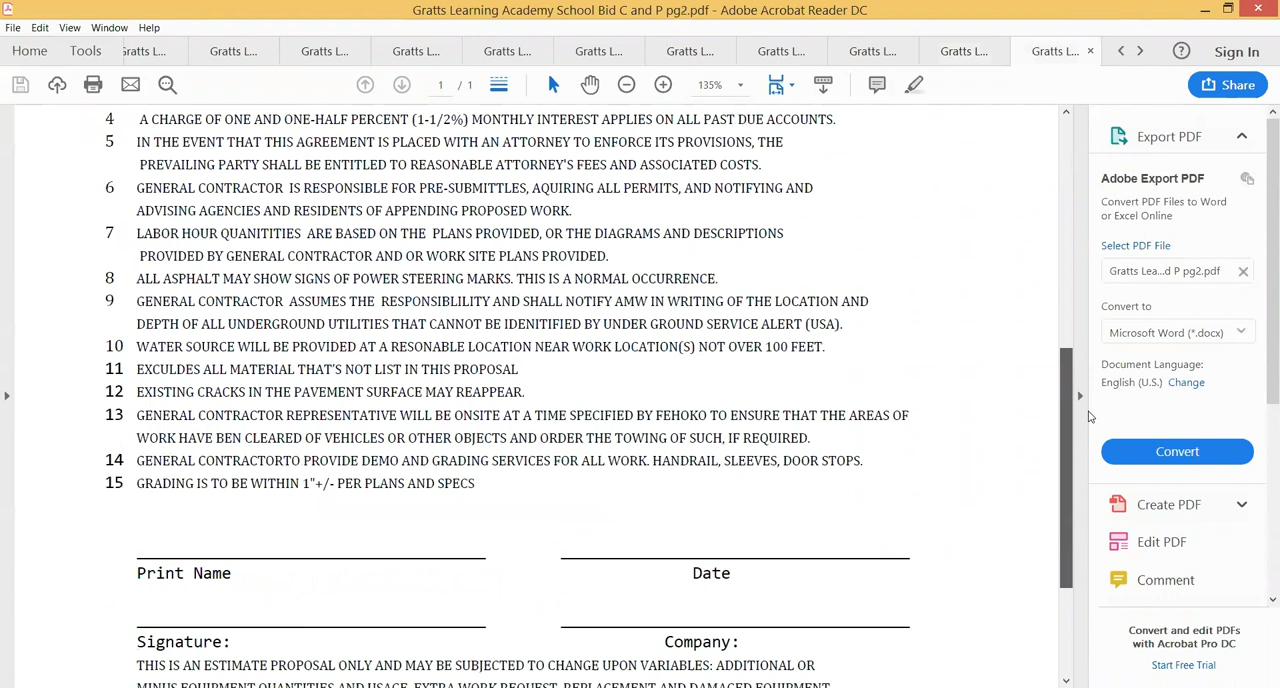 Gratts Learning Academy School Bid C and P pg2.pdf - Adobe Acrobat Reader DC
File Edit View Window Help
Home Tools Gratts L... Gratts L... Gratts L... Gratts L... Gratts L... Gratts L... Gratts L... Gratts L... Gratts L... Gratts L... Gratts L... × Sign In
1 / 1 135% Share
4 A CHARGE OF ONE AND ONE-HALF PERCENT (1-1/2%) MONTHLY INTEREST APPLIES ON ALL PAST DUE ACCOUNTS.
5 IN THE EVENT THAT THIS AGREEMENT IS PLACED WITH AN ATTORNEY TO ENFORCE ITS PROVISIONS, THE
PREVAILING PARTY SHALL BE ENTITLED TO REASONABLE ATTORNEY'S FEES AND ASSOCIATED COSTS.
6 GENERAL CONTRACTOR IS RESPONSIBLE FOR PRE-SUBMITTLES, AQUIRING ALL PERMITS, AND NOTIFYING AND
ADVISING AGENCIES AND RESIDENTS OF APPENDING PROPOSED WORK.
7 LABOR HOUR QUANITITIES ARE BASED ON THE PLANS PROVIDED, OR THE DIAGRAMS AND DESCRIPTIONS
PROVIDED BY GENERAL CONTRACTOR AND OR WORK SITE PLANS PROVIDED.
8 ALL ASPHALT MAY SHOW SIGNS OF POWER STEERING MARKS. THIS IS A NORMAL OCCURRENCE.
9 GENERAL CONTRACTOR ASSUMES THE RESPONSIBLILITY AND SHALL NOTIFY AMW IN WRITING OF THE LOCATION AND
DEPTH OF ALL UNDERGROUND UTILITIES THAT CANNOT BE IDENITIFIED BY UNDER GROUND SERVICE ALERT (USA).
10 WATER SOURCE WILL BE PROVIDED AT A RESONABLE LOCATION NEAR WORK LOCATION(S) NOT OVER 100 FEET.
11 EXCULDES ALL MATERIAL THAT'S NOT LIST IN THIS PROPOSAL
12 EXISTING CRACKS IN THE PAVEMENT SURFACE MAY REAPPEAR.
13 GENERAL CONTRACTOR REPRESENTATIVE WILL BE ONSITE AT A TIME SPECIFIED BY FEHOKO TO ENSURE THAT THE AREAS OF
WORK HAVE BEN CLEARED OF VEHICLES OR OTHER OBJECTS AND ORDER THE TOWING OF SUCH, IF REQUIRED.
14 GENERAL CONTRACTORTO PROVIDE DEMO AND GRADING SERVICES FOR ALL WORK. HANDRAIL, SLEEVES, DOOR STOPS.
15 GRADING IS TO BE WITHIN 1"+/- PER PLANS AND SPECS
Print Name Date
Signature: Company:
THIS IS AN ESTIMATE PROPOSAL ONLY AND MAY BE SUBJECTED TO CHANGE UPON VARIABLES: ADDITIONAL OR
MINUS EQUIPMENT QUANTITIES AND USAGE, EXTRA WORK REQUEST, REPLACEMENT AND DAMAGED EQUIPMENT
Export PDF
Adobe Export PDF
Convert PDF Files to Word
or Excel Online
Select PDF File
Gratts Lea...d P pg2.pdf
Convert to
Microsoft Word (*.docx)
Document Language:
English (U.S.) Change
Convert
Create PDF
Edit PDF
Comment
Convert and edit PDFs
with Acrobat Pro DC
Start Free Trial